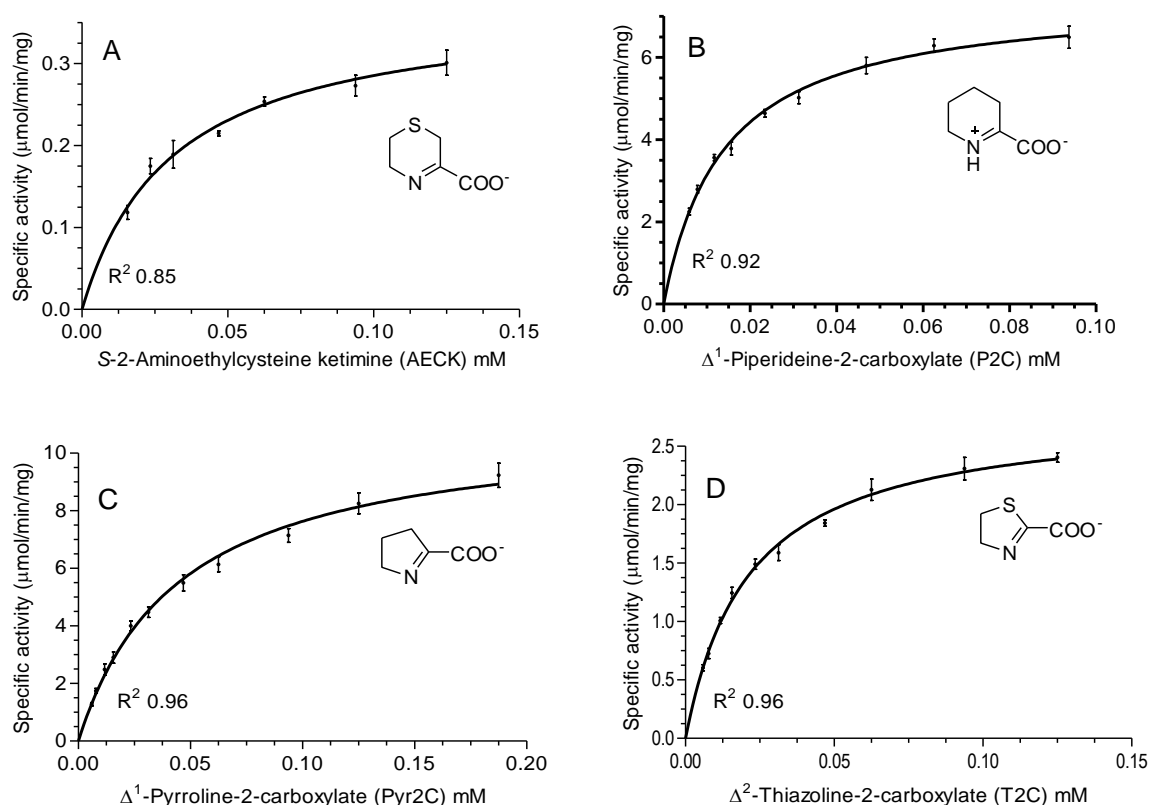 A
Specific activity (μmol/min/mg)
0.3
0.2
0.1
0.0
S
N
COO⁻
R² 0.85
0.00 0.05 0.10 0.15
S-2-Aminoethylcysteine ketimine (AECK) mM
B
Specific activity (μmol/min/mg)
6
4
2
0
+
N
H
COO⁻
R² 0.92
0.00 0.02 0.04 0.06 0.08 0.10
Δ¹-Piperideine-2-carboxylate (P2C) mM
C
Specific activity (μmol/min/mg)
10
8
6
4
2
0
N
COO⁻
R² 0.96
0.00 0.05 0.10 0.15 0.20
Δ¹-Pyrroline-2-carboxylate (Pyr2C) mM
D
Specific activity (μmol/min/mg)
2.5
2.0
1.5
1.0
0.5
0.0
S
N
COO⁻
R² 0.96
0.00 0.05 0.10 0.15
Δ²-Thiazoline-2-carboxylate (T2C) mM